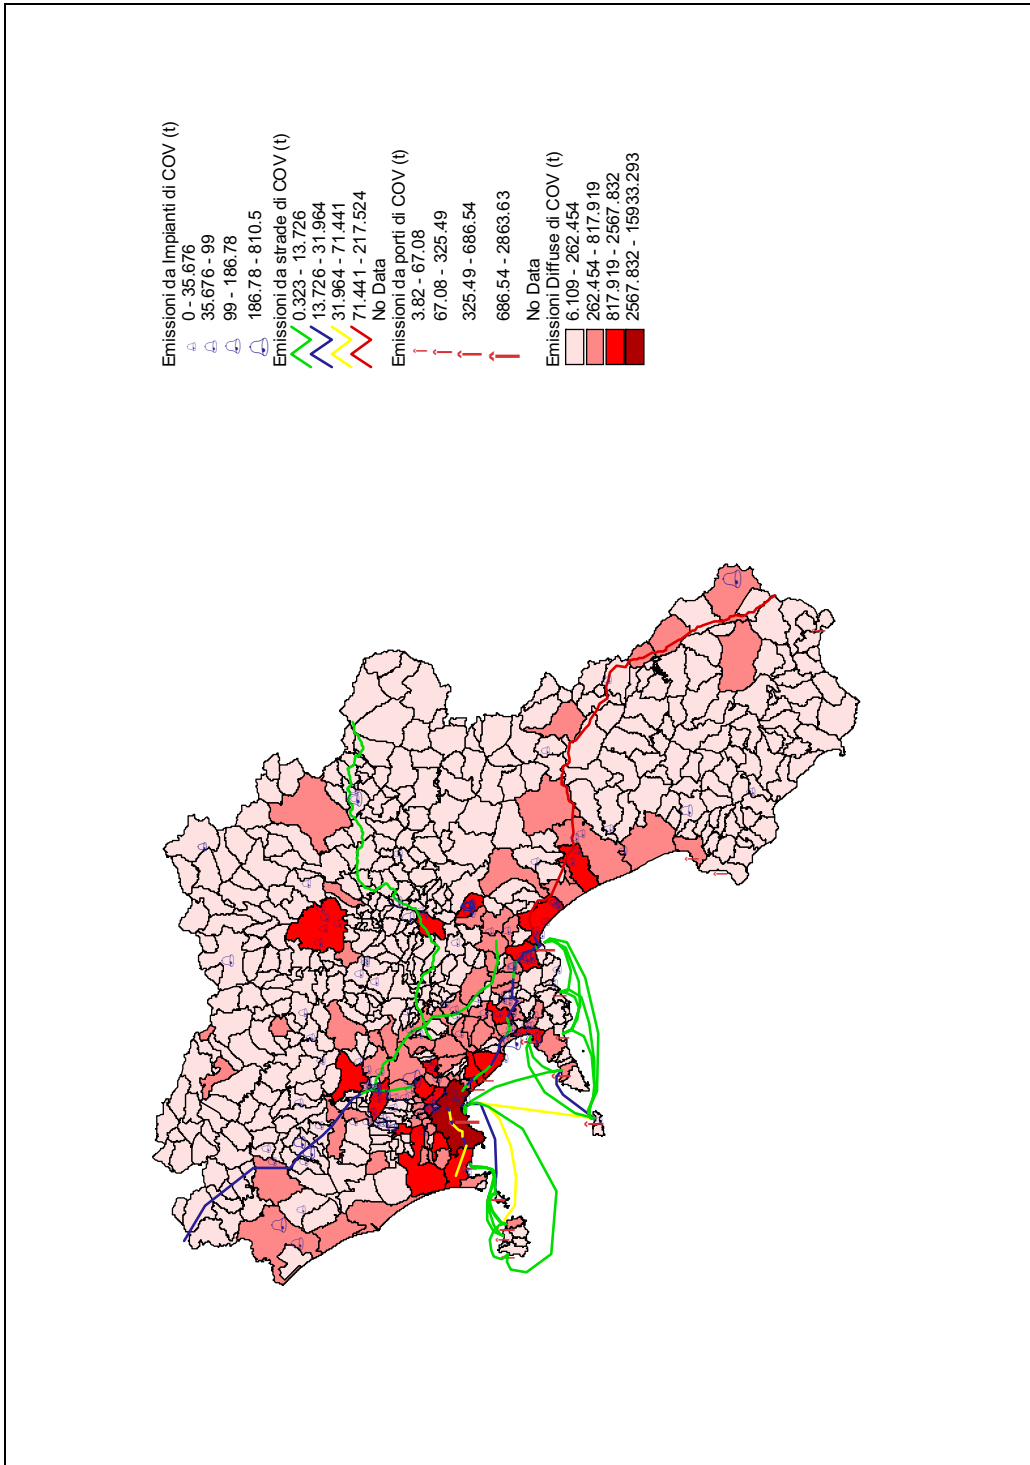 Emissioni da Impianti di COV (t)
0 - 35.676
35.676 - 99
99 - 186.78
186.78 - 810.5
Emissioni da strade di COV (t)
0.323 - 13.726
13.726 - 31.964
31.964 - 71.441
71.441 - 217.524
No Data
Emissioni da porti di COV (t)
3.82 - 67.08
67.08 - 325.49
325.49 - 686.54
686.54 - 2863.63
No Data
Emissioni Diffuse di COV (t)
6.109 - 262.454
262.454 - 817.919
817.919 - 2567.832
2567.832 - 15933.293